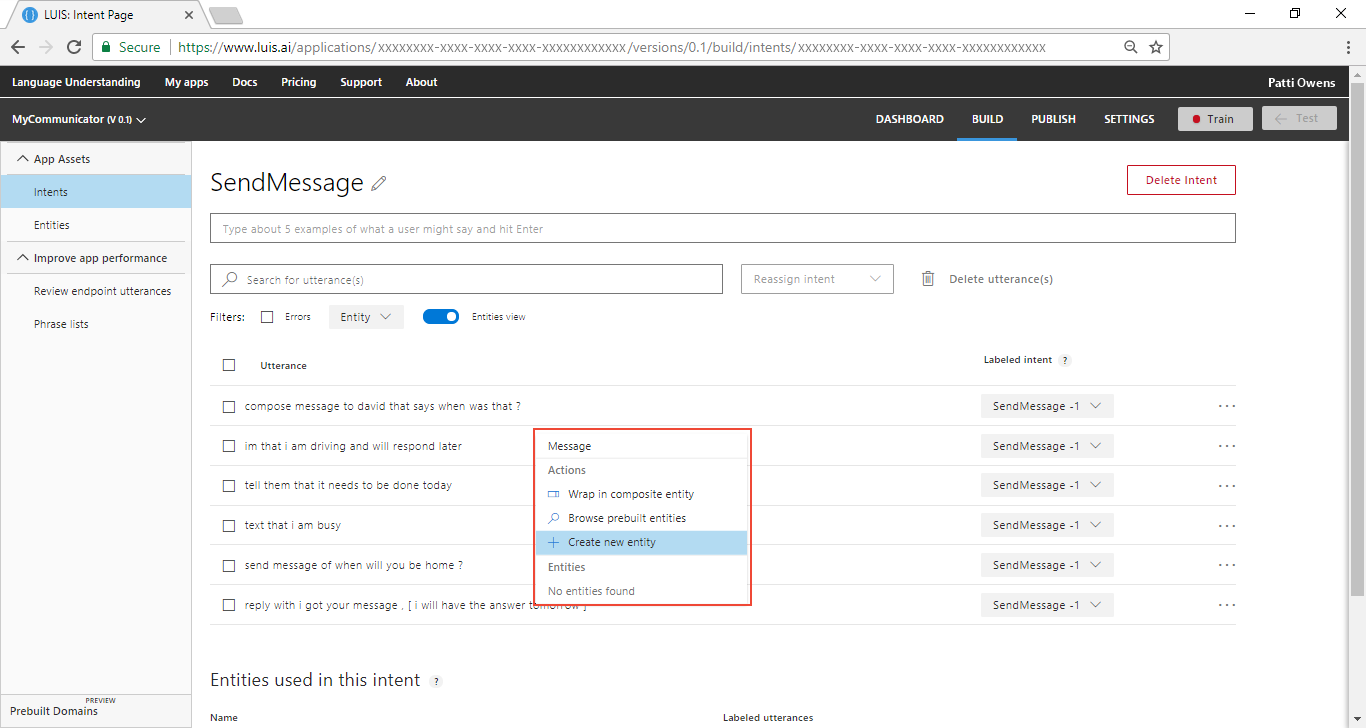 LUIS: Intent Page
Secure https://www.luis.ai/applications/xxxxxxxx-xxxx-xxxx-xxxx-xxxxxxxxxxxx/versions/0.1/build/intents/xxxxxxxx-xxxx-xxxx-xxxx-xxxxxxxxxxxx
Language Understanding My apps Docs Pricing Support About Patti Owens
MyCommunicator (V 0.1) DASHBOARD BUILD PUBLISH SETTINGS Train Test
App Assets
Intents
Entities
Improve app performance
Review endpoint utterances
Phrase lists
PREVIEW
Prebuilt Domains
SendMessage Delete Intent
Type about 5 examples of what a user might say and hit Enter
Search for utterance(s) Reassign intent Delete utterance(s)
Filters: Errors Entity Entities view
Utterance Labeled intent ?
compose message to david that says when was that ? SendMessage -1 ...
im that i am driving and will respond later SendMessage -1 ...
tell them that it needs to be done today SendMessage -1 ...
text that i am busy SendMessage -1 ...
send message of when will you be home ? SendMessage -1 ...
reply with i got your message , [ i will have the answer tomorrow ] SendMessage -1 ...
Message
Actions
Wrap in composite entity
Browse prebuilt entities
Create new entity
Entities
No entities found
Entities used in this intent ?
Name Labeled utterances